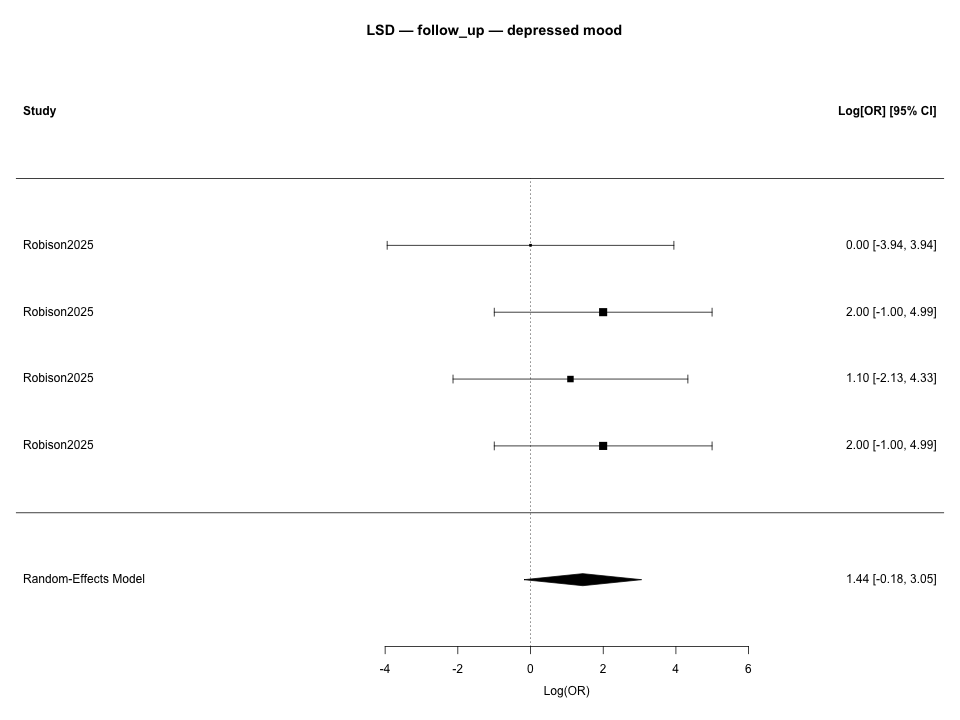 LSD — follow_up — depressed mood
Study Log[OR] [95% CI]
Robison2025 0.00 [-3.94, 3.94]
Robison2025 2.00 [-1.00, 4.99]
Robison2025 1.10 [-2.13, 4.33]
Robison2025 2.00 [-1.00, 4.99]
Random-Effects Model 1.44 [-0.18, 3.05]
-4 -2 0 2 4 6
Log(OR)